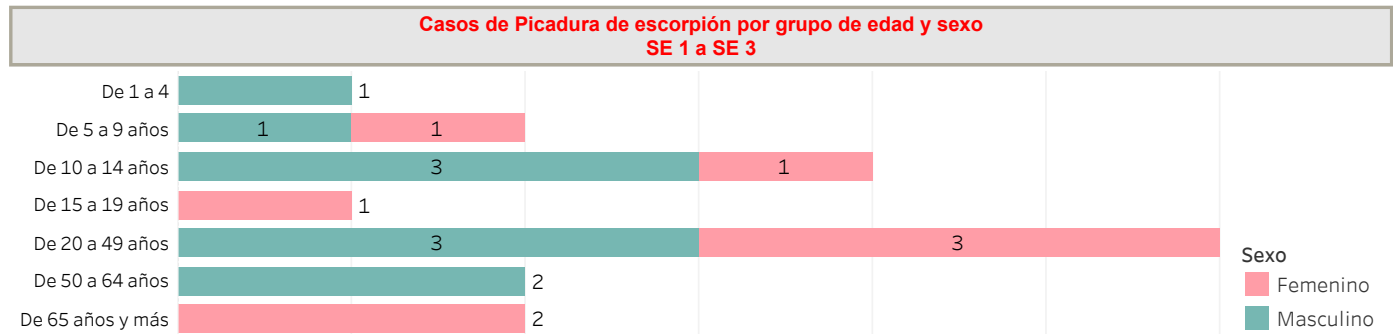 Casos de Picadura de escorpión por grupo de edad y sexo
SE 1 a SE 3
De 1 a 4 1
De 5 a 9 años 1 1
De 10 a 14 años 3 1
De 15 a 19 años 1
De 20 a 49 años 3 3
De 50 a 64 años 2
De 65 años y más 2
Sexo
Femenino
Masculino